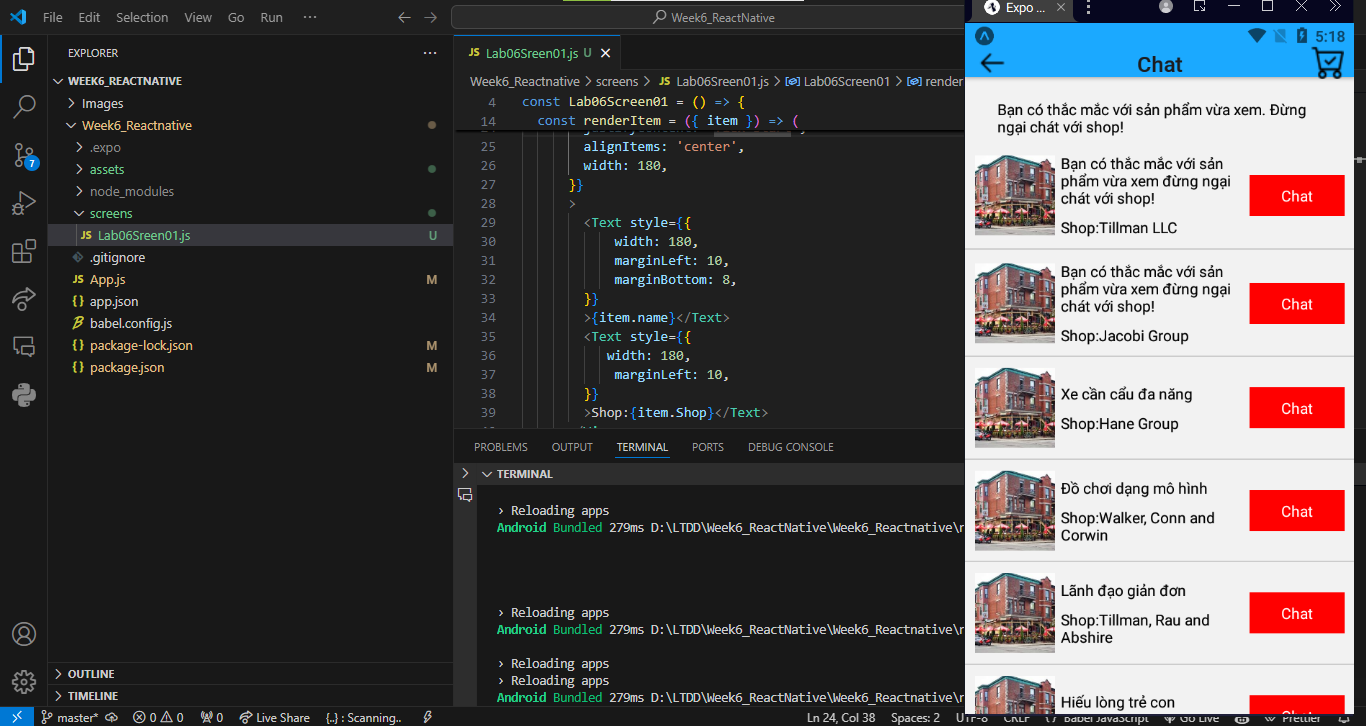 File Edit Selection View Go Run ···
Week6_ReactNative
Expo ...
EXPLORER
WEEK6_REACTNATIVE
Images
Week6_Reactnative
.expo
assets
node_modules
screens
JS Lab06Sreen01.js U
.gitignore
JS App.js M
{} app.json
babel.config.js
{} package-lock.json M
{} package.json M
OUTLINE
TIMELINE
7
JS Lab06Sreen01.js U
Week6_Reactnative > screens > JS Lab06Sreen01.js > Lab06Screen01 > render
4 const Lab06Screen01 = () => {
14 const renderItem = ({ item }) => (
25 alignItems: 'center',
26 width: 180,
27 }}
28 >
29 <Text style={{
30 width: 180,
31 marginLeft: 10,
32 marginBottom: 8,
33 }}
34 >{item.name}</Text>
35 <Text style={{
36 width: 180,
37 marginLeft: 10,
38 }}
39 >Shop:{item.Shop}</Text>
PROBLEMS OUTPUT TERMINAL PORTS DEBUG CONSOLE
TERMINAL
› Reloading apps
Android Bundled 279ms D:\LTDD\Week6_ReactNative\Week6_Reactnative\
› Reloading apps
Android Bundled 279ms D:\LTDD\Week6_ReactNative\Week6_Reactnative\
› Reloading apps
› Reloading apps
Android Bundled 279ms D:\LTDD\Week6_ReactNative\Week6_Reactnative\
5:18
Chat
Bạn có thắc mắc với sản phẩm vừa xem. Đừng
ngại chát với shop!
Bạn có thắc mắc với sản
phẩm vừa xem đừng ngại
chát với shop!
Shop:Tillman LLC
Chat
Bạn có thắc mắc với sản
phẩm vừa xem đừng ngại
chát với shop!
Shop:Jacobi Group
Chat
Xe cần cẩu đa năng
Shop:Hane Group
Chat
Đồ chơi dạng mô hình
Shop:Walker, Conn and
Corwin
Chat
Lãnh đạo giản đơn
Shop:Tillman, Rau and
Abshire
Chat
Hiểu lòng trẻ con
Chat
master* 0 0 0 Live Share {..} : Scanning.. Ln 24, Col 38 Spaces: 2 UTF-8 CRLF {} Babel JavaScript Go Live Prettier